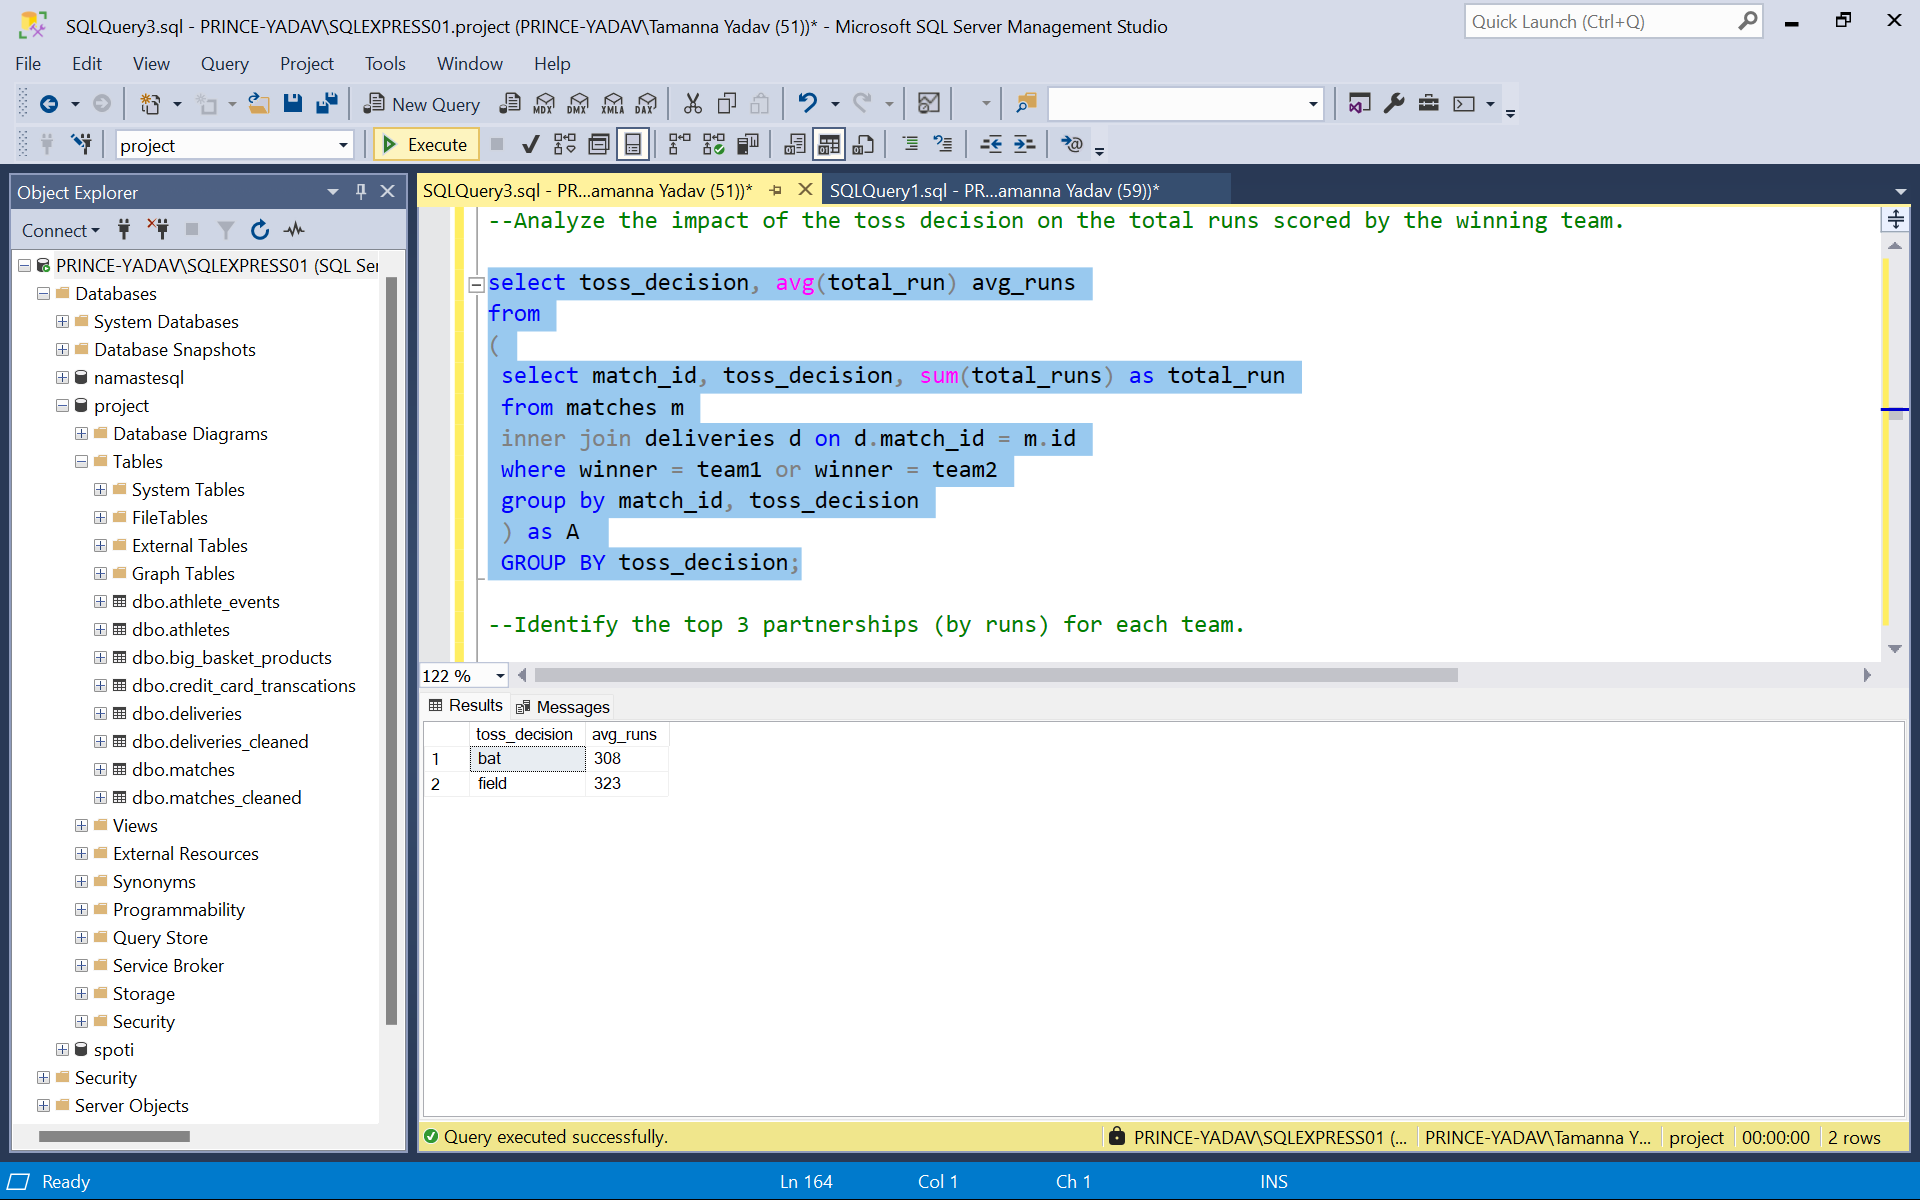 SQLQuery3.sql - PRINCE-YADAV\SQLEXPRESS01.project (PRINCE-YADAV\Tamanna Yadav (51))* - Microsoft SQL Server Management Studio
Quick Launch (Ctrl+Q)
File Edit View Query Project Tools Window Help
New Query MDX DMX XMLA DAX
project Execute
Object Explorer
Connect
PRINCE-YADAV\SQLEXPRESS01 (SQL Ser
Databases
System Databases
Database Snapshots
namastesql
project
Database Diagrams
Tables
System Tables
FileTables
External Tables
Graph Tables
dbo.athlete_events
dbo.athletes
dbo.big_basket_products
dbo.credit_card_transcations
dbo.deliveries
dbo.deliveries_cleaned
dbo.matches
dbo.matches_cleaned
Views
External Resources
Synonyms
Programmability
Query Store
Service Broker
Storage
Security
spoti
Security
Server Objects
SQLQuery3.sql - PR...amanna Yadav (51))* SQLQuery1.sql - PR...amanna Yadav (59))*
--Analyze the impact of the toss decision on the total runs scored by the winning team.
select toss_decision, avg(total_run) avg_runs
from
(
select match_id, toss_decision, sum(total_runs) as total_run
from matches m
inner join deliveries d on d.match_id = m.id
where winner = team1 or winner = team2
group by match_id, toss_decision
) as A
GROUP BY toss_decision;
--Identify the top 3 partnerships (by runs) for each team.
122 %
Results Messages
toss_decision avg_runs
1 bat 308
2 field 323
Query executed successfully. PRINCE-YADAV\SQLEXPRESS01 (... PRINCE-YADAV\Tamanna Y... project 00:00:00 2 rows
Ready Ln 164 Col 1 Ch 1 INS